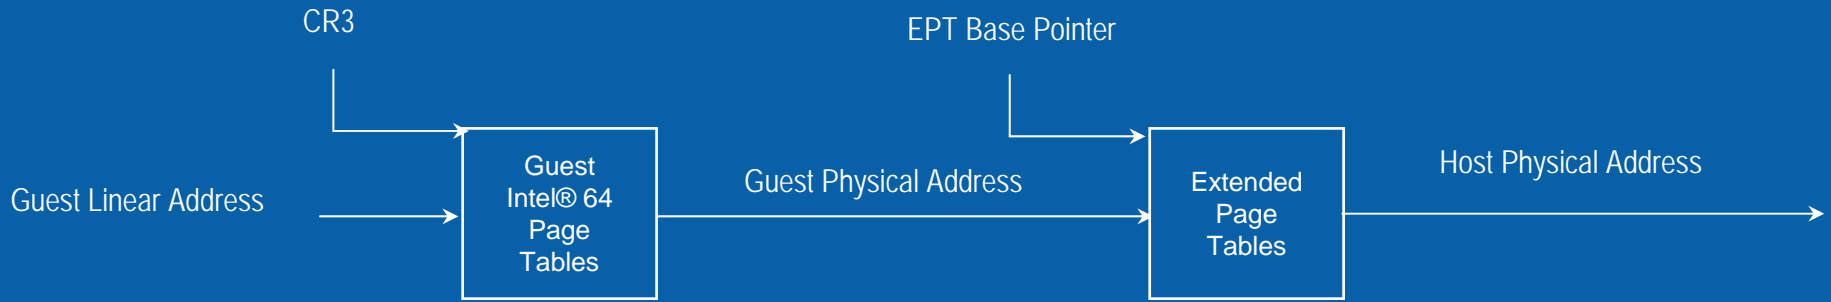 CR3
EPT Base Pointer
Guest Linear Address
Guest
Intel® 64
Page
Tables
Guest Physical Address
Extended
Page
Tables
Host Physical Address